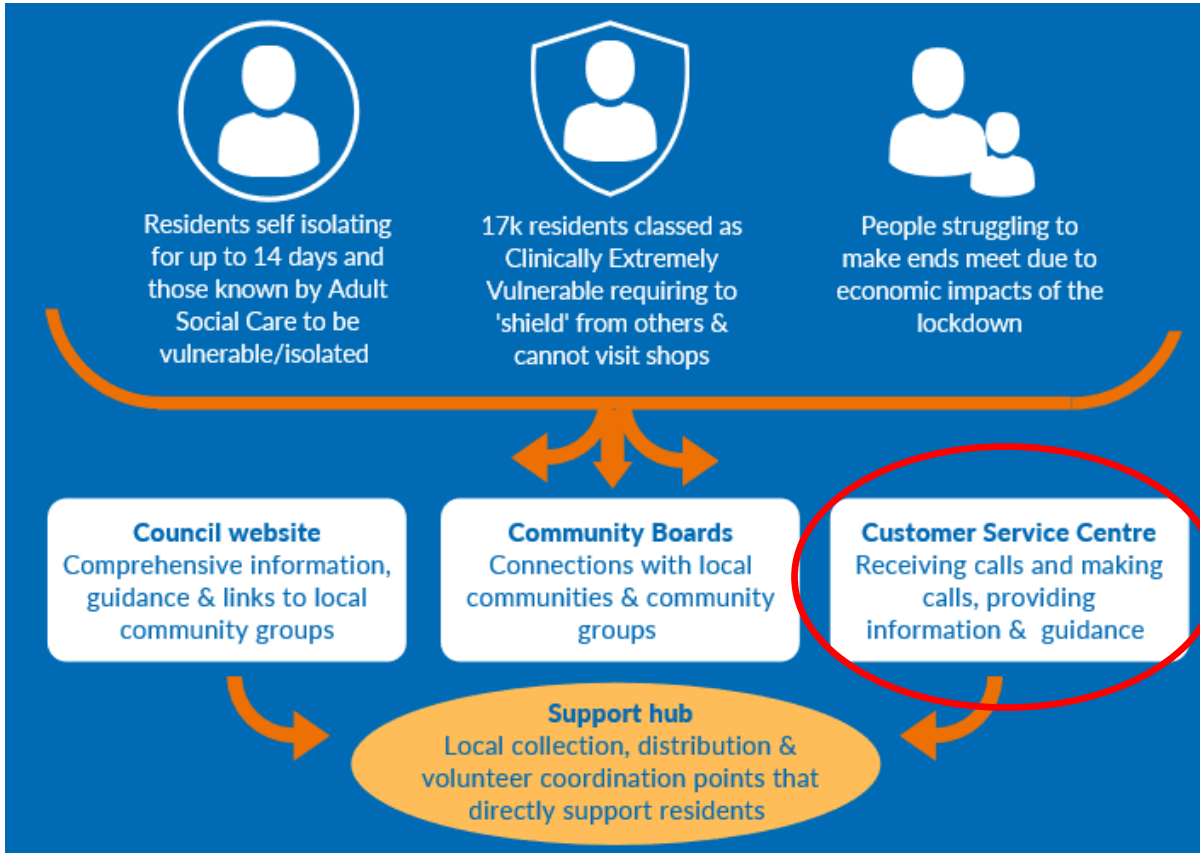 Residents self isolating
for up to 14 days and
those known by Adult
Social Care to be
vulnerable/isolated
17k residents classed as
Clinically Extremely
Vulnerable requiring to
'shield' from others &
cannot visit shops
People struggling to
make ends meet due to
economic impacts of the
lockdown
Council website
Comprehensive information,
guidance & links to local
community groups
Community Boards
Connections with local
communities & community
groups
Customer Service Centre
Receiving calls and making
calls, providing
information & guidance
Support hub
Local collection, distribution &
volunteer coordination points that
directly support residents